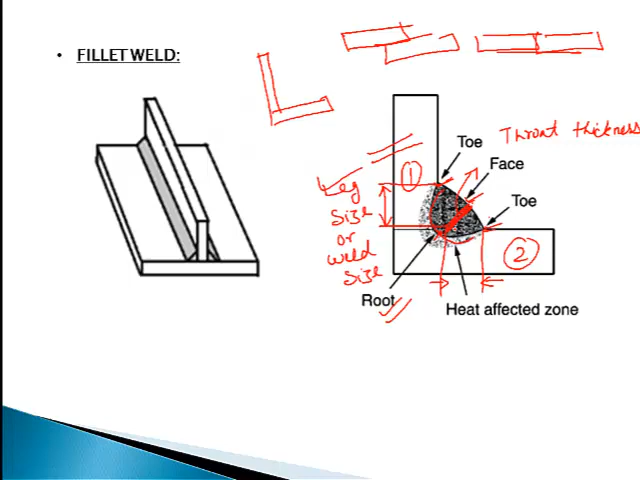 • FILLET WELD:
Throat thickness
Toe
Face
①
Leg
size
or
weld
size
Toe
②
Root
Heat affected zone